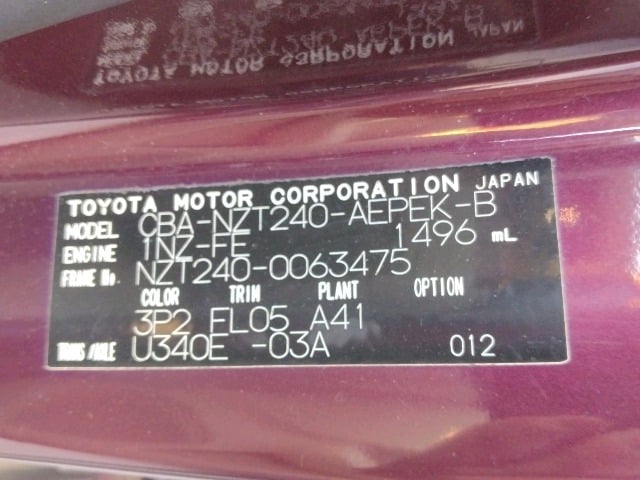 TOYOTA MOTOR CORPORATION JAPAN
MODEL CBA-NZT240-AEPEK-B
ENGINE 1NZ-FE 1496 mL
FRAME No NZT240-0063475
COLOR TRIM PLANT OPTION
3P2 FL05 A41
TRANS/AXLE U340E -03A 012